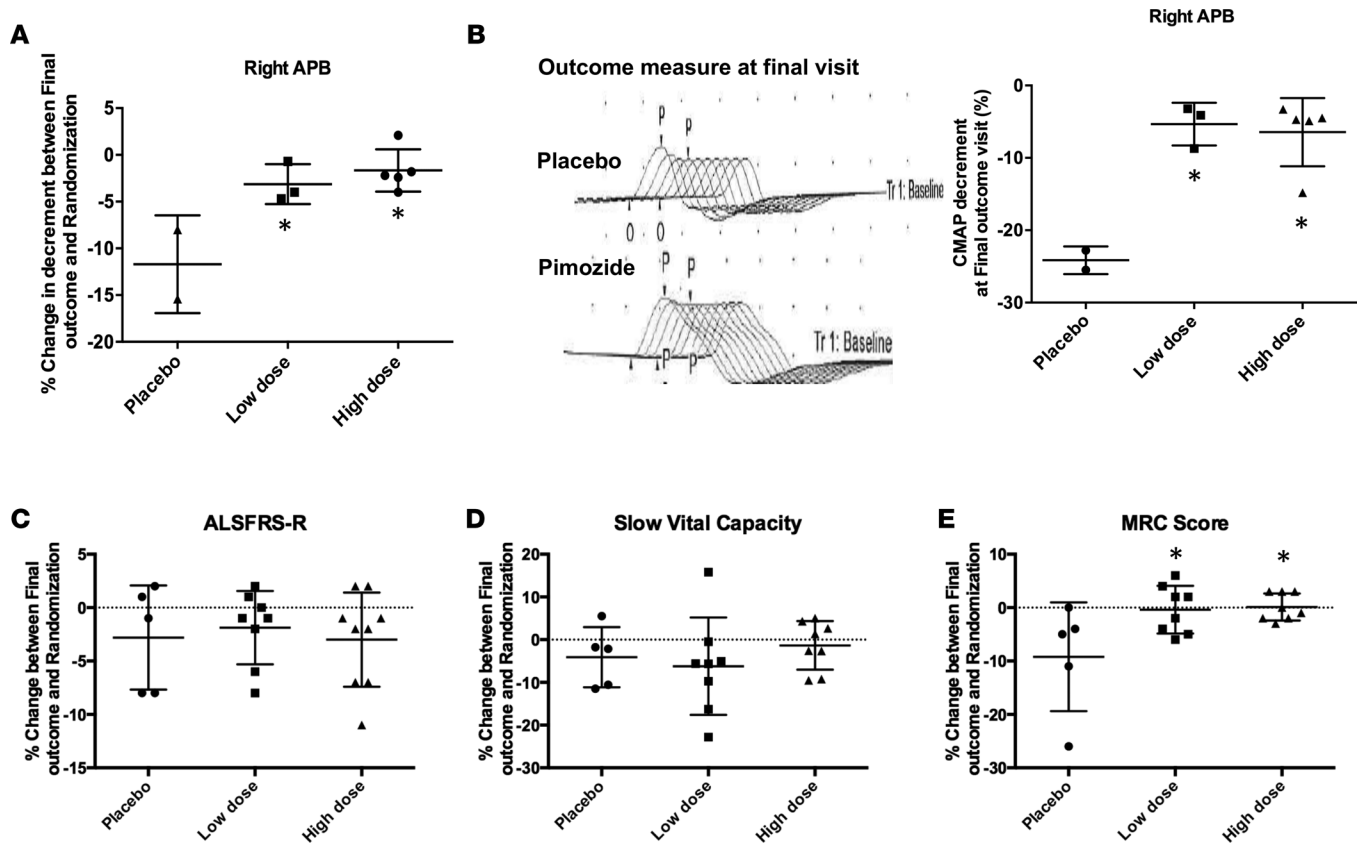 A
Right APB
% Change in decrement between Final
outcome and Randomization
5
0
-5
-10
-15
-20
*
*
Placebo
Low dose
High dose
B
Outcome measure at final visit
Placebo
P
P
Tr 1: Baseline
0
0
Pimozide
P
P
Tr 1: Baseline
P
P
Right APB
CMAP decrement
at Final outcome visit (%)
0
-10
-20
-30
*
*
Placebo
Low dose
High dose
C
ALSFRS-R
% Change between Final
outcome and Randomization
5
0
-5
-10
-15
Placebo
Low dose
High dose
D
Slow Vital Capacity
% Change between Final
outcome and Randomization
20
10
0
-10
-20
-30
Placebo
Low dose
High dose
E
MRC Score
% Change between Final
outcome and Randomization
10
0
-10
-20
-30
*
*
Placebo
Low dose
High dose